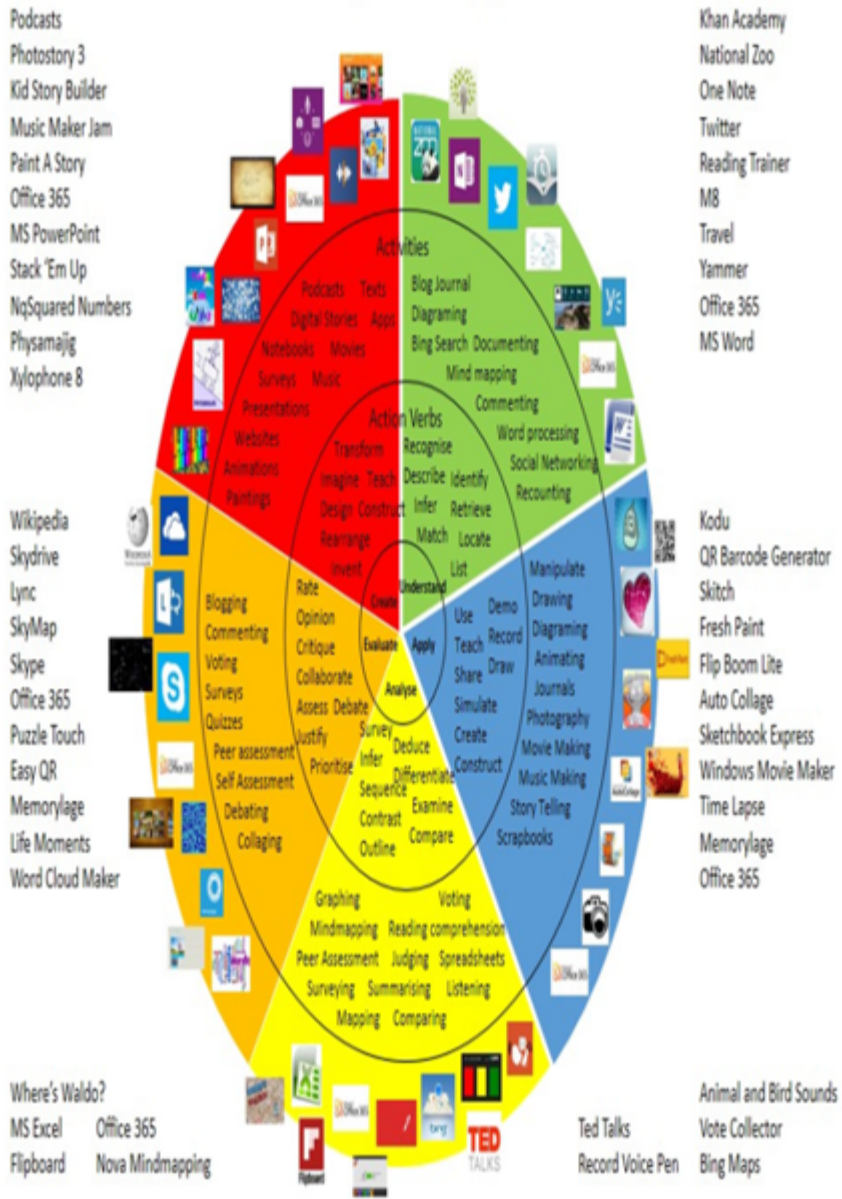 Podcasts
Photostory 3
Kid Story Builder
Music Maker Jam
Paint A Story
Office 365
MS PowerPoint
Stack 'Em Up
NqSquared Numbers
Physamajig
Xylophone 8
Khan Academy
National Zoo
One Note
Twitter
Reading Trainer
M8
Travel
Yammer
Office 365
MS Word
Activities
Podcasts Texts
Digital Stories Apps
Notebooks Movies
Surveys Music
Presentations
Websites
Animations
Paintings
Blog Journal
Diagraming
Bing Search Documenting
Mind mapping
Commenting
Word processing
Social Networking
Recounting
Action Verbs
Transform
Imagine Teach
Design Construct
Rearrange
Invent
Create
Recognise
Describe Identify
Infer Retrieve
Match Locate
List
Understand
Wikipedia
Skydrive
Lync
SkyMap
Skype
Office 365
Puzzle Touch
Easy QR
Memorylage
Life Moments
Word Cloud Maker
Blogging
Commenting
Voting
Surveys
Quizzes
Peer assessment
Self Assessment
Debating
Collaging
Rate
Opinion
Critique
Collaborate
Assess Debate
Justify
Prioritise
Evaluate
Apply
Analyse
Use Demo
Teach Record
Share Draw
Simulate
Create
Construct
Manipulate
Drawing
Diagraming
Animating
Journals
Photography
Movie Making
Music Making
Story Telling
Scrapbooks
Kodu
QR Barcode Generator
Skitch
Fresh Paint
Flip Boom Lite
Auto Collage
Sketchbook Express
Windows Movie Maker
Time Lapse
Memorylage
Office 365
Survey
Infer Deduce
Differentiate
Sequence
Examine
Contrast
Compare
Outline
Graphing Voting
Mindmapping Reading comprehension
Peer Assessment Judging Spreadsheets
Surveying Summarising Listening
Mapping Comparing
bing
TED
TALKS
Flipboard
Where's Waldo?
MS Excel Office 365
Flipboard Nova Mindmapping
Animal and Bird Sounds
Ted Talks Vote Collector
Record Voice Pen Bing Maps